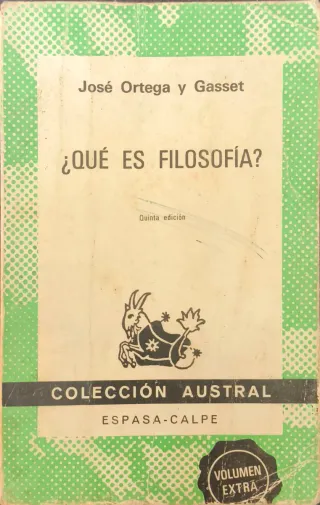 José Ortega y Gasset
¿QUÉ ES FILOSOFÍA?
Quinta edición
COLECCIÓN AUSTRAL
ESPASA-CALPE
VOLUMEN
EXTRA